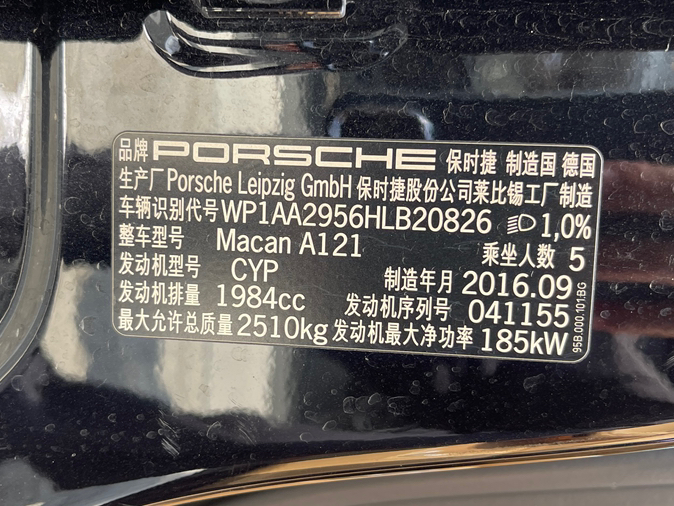 品牌 PORSCHE 保时捷 制造国 德国
生产厂 Porsche Leipzig GmbH 保时捷股份公司莱比锡工厂制造
车辆识别代号 WP1AA2956HLB20826 1,0%
整车型号 Macan A121 乘坐人数 5
发动机型号 CYP 制造年月 2016.09
发动机排量 1984cc 发动机序列号 041155
最大允许总质量 2510kg 发动机最大净功率 185kW
95B.000.101.BG